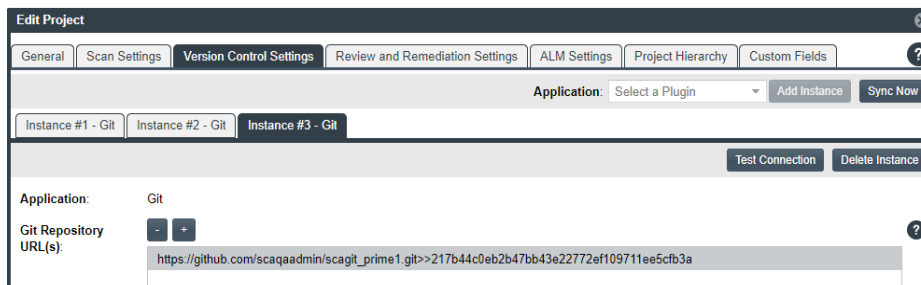 Edit Project
General Scan Settings Version Control Settings Review and Remediation Settings ALM Settings Project Hierarchy Custom Fields ?
Application: Select a Plugin Add Instance Sync Now
Instance #1 - Git Instance #2 - Git Instance #3 - Git
Test Connection Delete Instance
Application: Git
Git Repository - +  ?
URL(s):
https://github.com/scaqaadmin/scagit_prime1.git>>217b44c0eb2b47bb43e22772ef109711ee5cfb3a